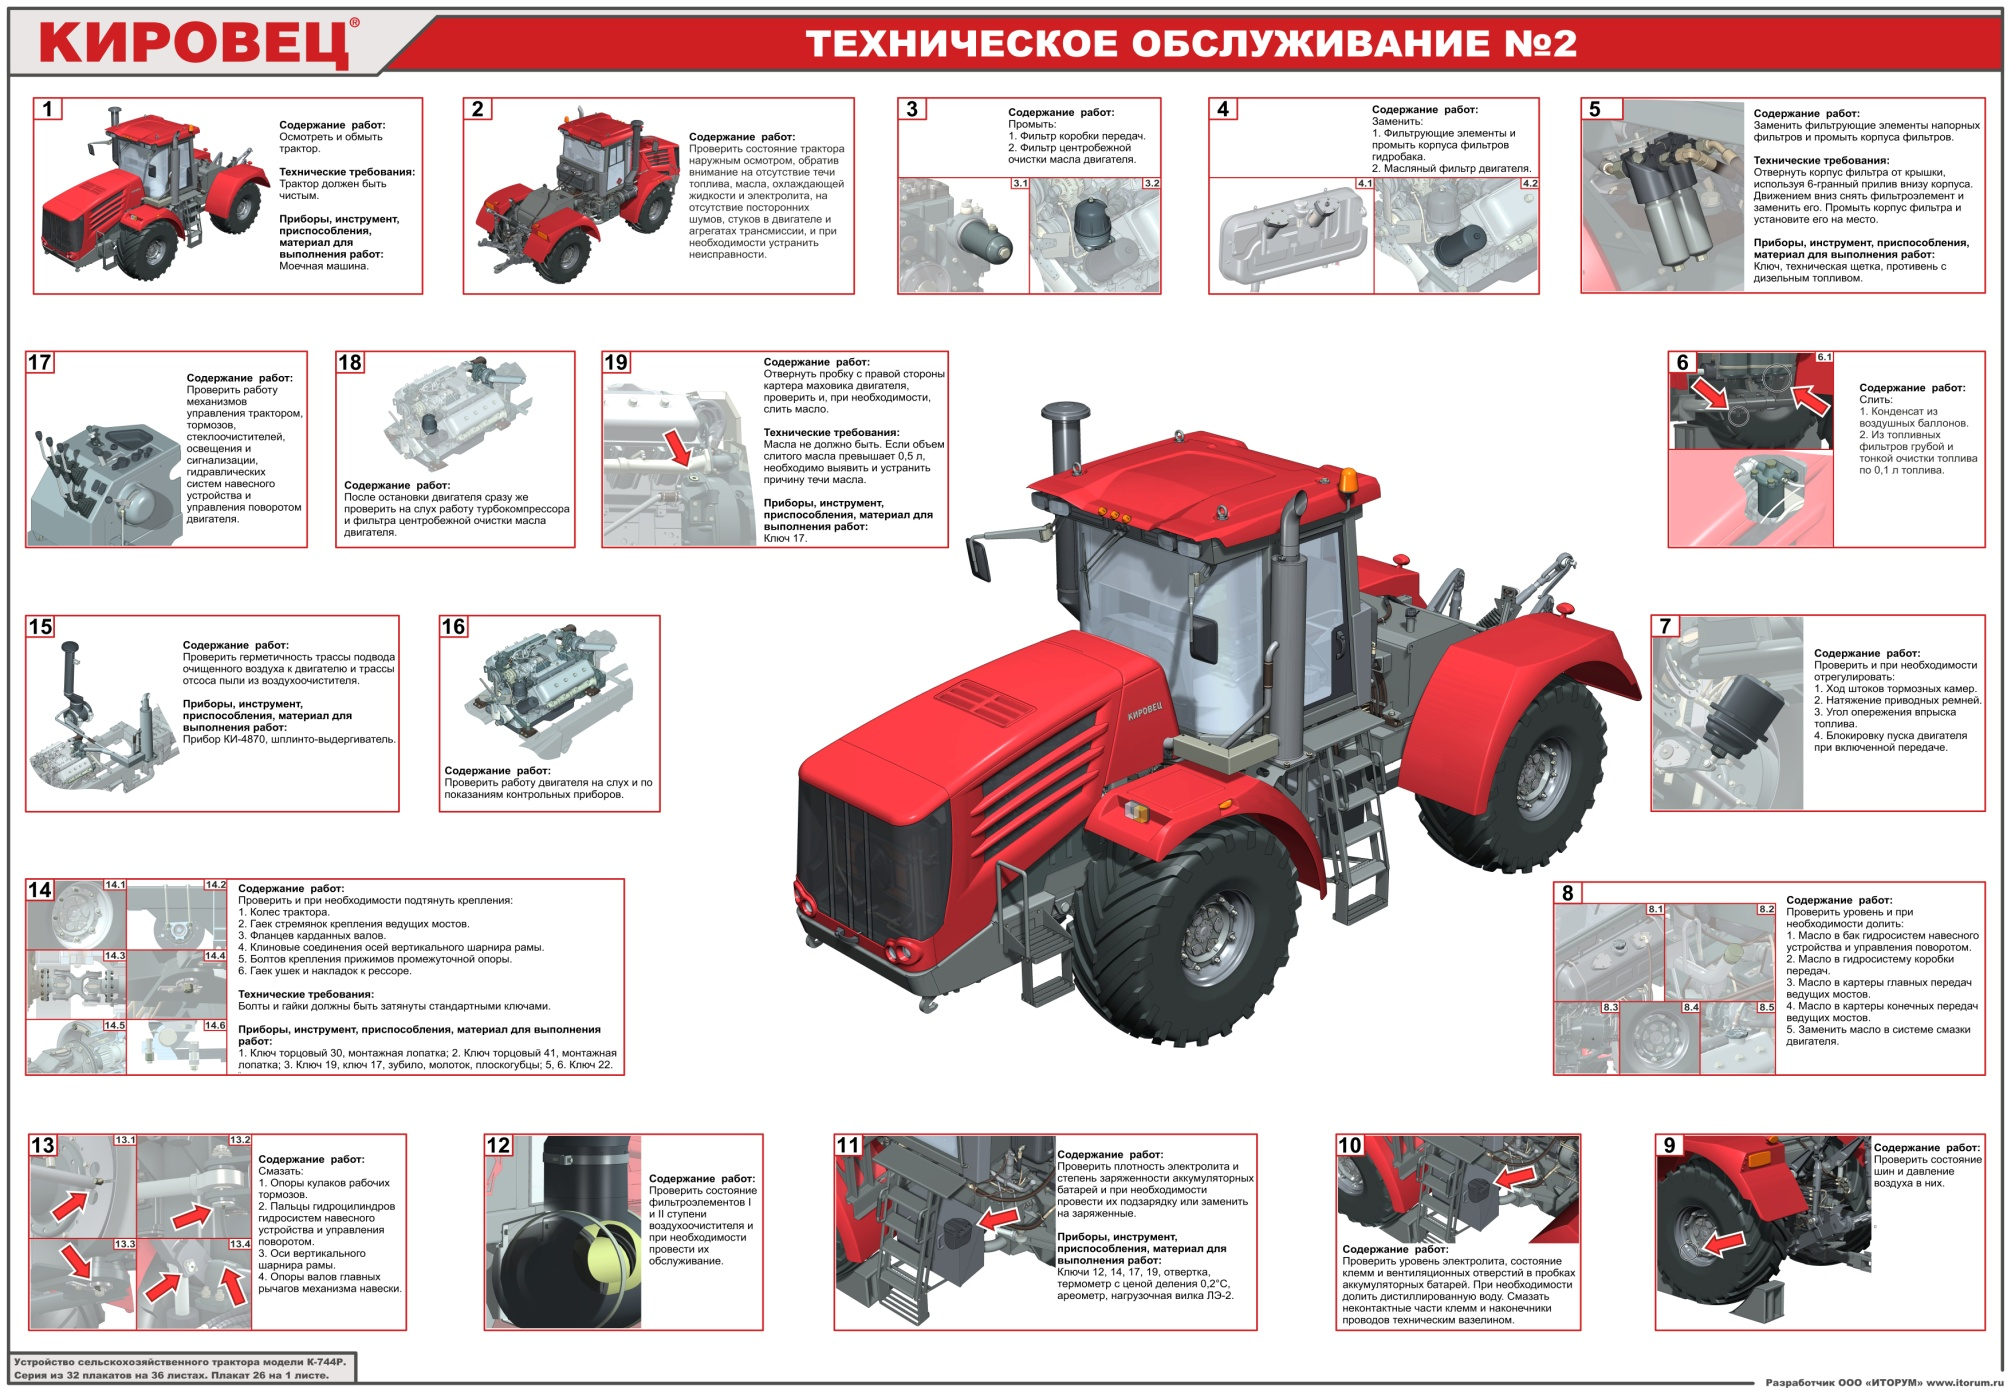 КИРОВЕЦ®
ТЕХНИЧЕСКОЕ ОБСЛУЖИВАНИЕ №2
1
Содержание работ:
Осмотреть и обмыть
трактор.
Технические требования:
Трактор должен быть
чистым.
Приборы, инструмент,
приспособления,
материал для
выполнения работ:
Моечная машина.
2
Содержание работ:
Проверить состояние трактора
наружным осмотром, обратив
внимание на отсутствие течи
топлива, масла, охлаждающей
жидкости и электролита, на
отсутствие посторонних
шумов, стуков в двигателе и
агрегатах трансмиссии, и при
необходимости устранить
неисправности.
3
Содержание работ:
Промыть:
1. Фильтр коробки передач.
2. Фильтр центробежной
очистки масла двигателя.
3.1
3.2
4
Содержание работ:
Заменить:
1. Фильтрующие элементы и
промыть корпуса фильтров
гидробака.
2. Масляный фильтр двигателя.
4.1
4.2
5
Содержание работ:
Заменить фильтрующие элементы напорных
фильтров и промыть корпуса фильтров.
Технические требования:
Отвернуть корпус фильтра от крышки,
используя 6-гранный прилив внизу корпуса.
Движением вниз снять фильтроэлемент и
заменить его. Промыть корпус фильтра и
установите его на место.
Приборы, инструмент, приспособления,
материал для выполнения работ:
Ключ, техническая щетка, противень с
дизельным топливом.
17
Содержание работ:
Проверить работу
механизмов
управления трактором,
тормозов,
стеклоочистителей,
освещения и
сигнализации,
гидравлических
систем навесного
устройства и
управления поворотом
двигателя.
18
Содержание работ:
После остановки двигателя сразу же
проверить на слух работу турбокомпрессора
и фильтра центробежной очистки масла
двигателя.
19
Содержание работ:
Отвернуть пробку с правой стороны
картера маховика двигателя,
проверить и, при необходимости,
слить масло.
Технические требования:
Масла не должно быть. Если объем
слитого масла превышает 0,5 л,
необходимо выявить и устранить
причину течи масла.
Приборы, инструмент,
приспособления, материал для
выполнения работ:
Ключ 17.
6
6.1
Содержание работ:
Слить:
1. Конденсат из
воздушных баллонов.
2. Из топливных
фильтров грубой и
тонкой очистки топлива
по 0,1 л топлива.
15
Содержание работ:
Проверить герметичность трассы подвода
очищенного воздуха к двигателю и трассы
отсоса пыли из воздухоочистителя.
Приборы, инструмент,
приспособления, материал для
выполнения работ:
Прибор КИ-4870, шплинто-выдергиватель.
16
Содержание работ:
Проверить работу двигателя на слух и по
показаниям контрольных приборов.
КИРОВЕЦ
7
Содержание работ:
Проверить и при необходимости
отрегулировать:
1. Ход штоков тормозных камер.
2. Натяжение приводных ремней.
3. Угол опережения впрыска
топлива.
4. Блокировку пуска двигателя
при включенной передаче.
14
14.1
14.2
14.3
14.4
14.5
14.6
Содержание работ:
Проверить и при необходимости подтянуть крепления:
1. Колес трактора.
2. Гаек стремянок крепления ведущих мостов.
3. Фланцев карданных валов.
4. Клиновые соединения осей вертикального шарнира рамы.
5. Болтов крепления прижимов промежуточной опоры.
6. Гаек ушек и накладок к рессоре.
Технические требования:
Болты и гайки должны быть затянуты стандартными ключами.
Приборы, инструмент, приспособления, материал для выполнения
работ:
1. Ключ торцовый 30, монтажная лопатка; 2. Ключ торцовый 41, монтажная
лопатка; 3. Ключ 19, ключ 17, зубило, молоток, плоскогубцы; 5, 6. Ключ 22.
8
8.1
8.2
8.3
8.4
8.5
Содержание работ:
Проверить уровень и при
необходимости долить:
1. Масло в бак гидросистем навесного
устройства и управления поворотом.
2. Масло в гидросистему коробки
передач.
3. Масло в картеры главных передач
ведущих мостов.
4. Масло в картеры конечных передач
ведущих мостов.
5. Заменить масло в системе смазки
двигателя.
13
13.1
13.2
13.3
13.4
Содержание работ:
Смазать:
1. Опоры кулаков рабочих
тормозов.
2. Пальцы гидроцилиндров
гидросистем навесного
устройства и управления
поворотом.
3. Оси вертикального
шарнира рамы.
4. Опоры валов главных
рычагов механизма навески.
12
Содержание работ:
Проверить состояние
фильтроэлементов I
и II ступени
воздухоочистителя и
при необходимости
провести их
обслуживание.
11
Содержание работ:
Проверить плотность электролита и
степень заряженности аккумуляторных
батарей и при необходимости
провести их подзарядку или заменить
на заряженные.
Приборы, инструмент,
приспособления, материал для
выполнения работ:
Ключи 12, 14, 17, 19, отвертка,
термометр с ценой деления 0,2°С,
ареометр, нагрузочная вилка ЛЭ-2.
10
Содержание работ:
Проверить уровень электролита, состояние
клемм и вентиляционных отверстий в пробках
аккумуляторных батарей. При необходимости
долить дистиллированную воду. Смазать
неконтактные части клемм и наконечники
проводов техническим вазелином.
9
Содержание работ:
Проверить состояние
шин и давление
воздуха в них.
Устройство сельскохозяйственного трактора модели К-744Р.
Серия из 32 плакатов на 36 листах. Плакат 26 на 1 листе.
Разработчик ООО «ИТОРУМ» www.itorum.ru